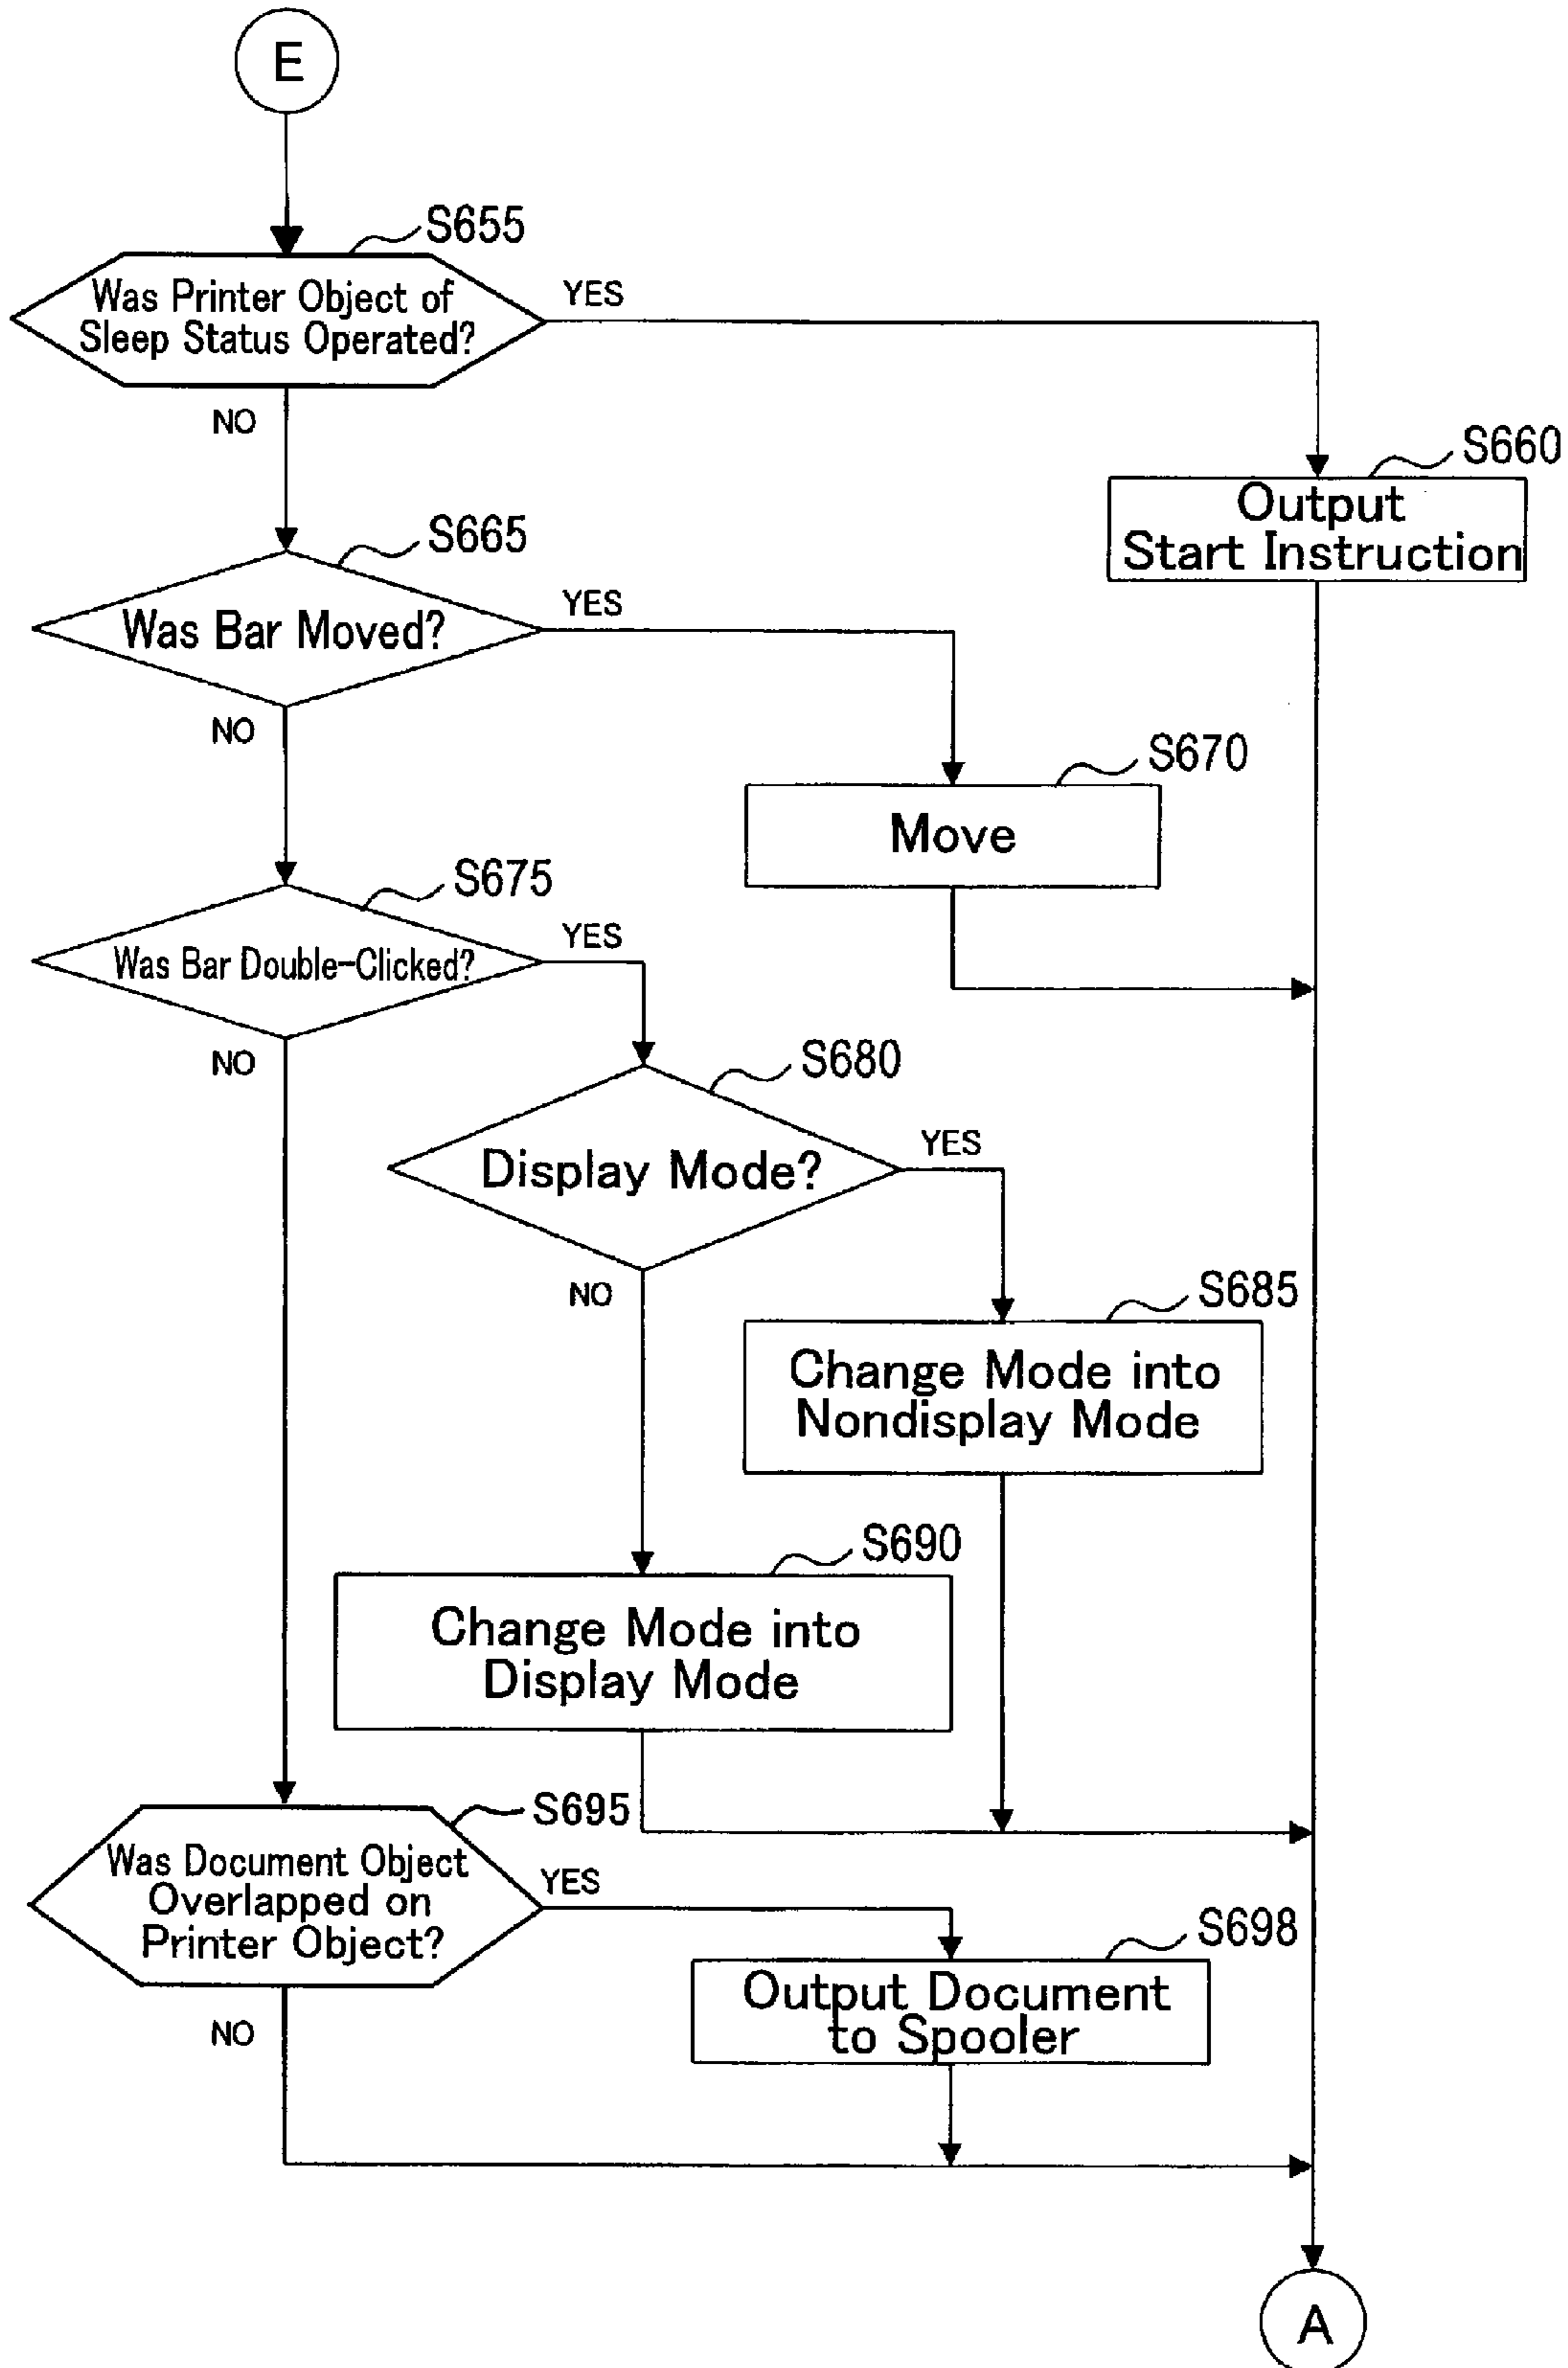 E
S655
Was Printer Object of
Sleep Status Operated?
YES
NO
S660
Output
Start Instruction
S665
Was Bar Moved?
YES
NO
S670
Move
S675
Was Bar Double-Clicked?
YES
NO
S680
Display Mode?
YES
NO
S685
Change Mode into
Nondisplay Mode
S690
Change Mode into
Display Mode
S695
Was Document Object
Overlapped on
Printer Object?
YES
NO
S698
Output Document
to Spooler
A